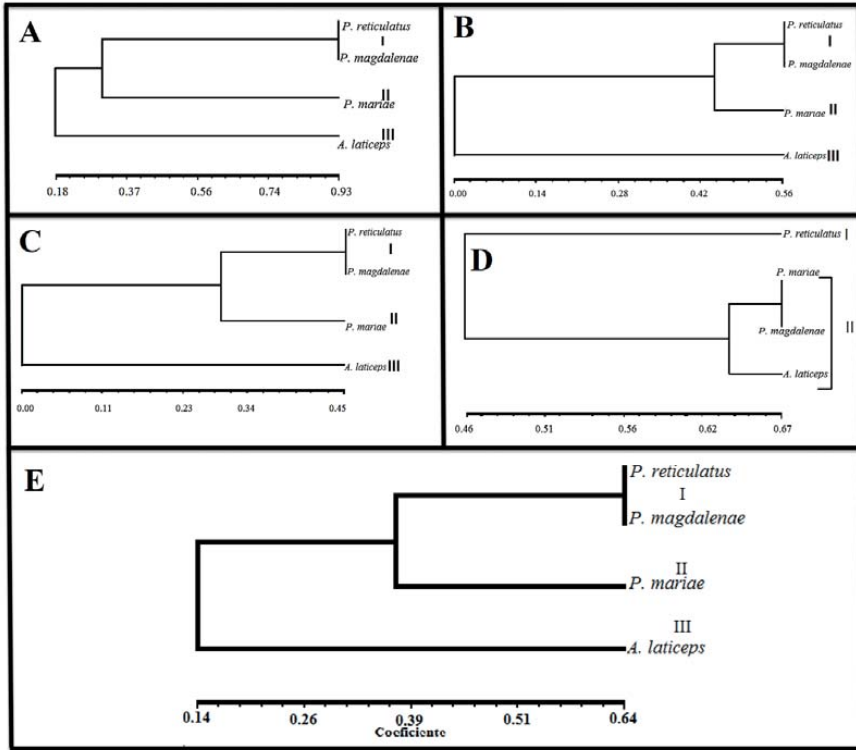 A
P. reticulatus
I
P. magdalenae
II
P. mariae
III
A. laticeps
0.18 0.37 0.56 0.74 0.93
B
P. reticulatus
I
P. magdalenae
P. mariae II
A. laticeps III
0.00 0.14 0.28 0.42 0.56
C
P. reticulatus
I
P. magdalenae
P. mariae II
A. laticeps III
0.00 0.11 0.23 0.34 0.45
D
P. reticulatus I
P. mariae
P. magdalenae
II
A. laticeps
0.46 0.51 0.56 0.62 0.67
E
P. reticulatus
I
P. magdalenae
II
P. mariae
III
A. laticeps
0.14 0.26 0.39 0.51 0.64
Coeficiente